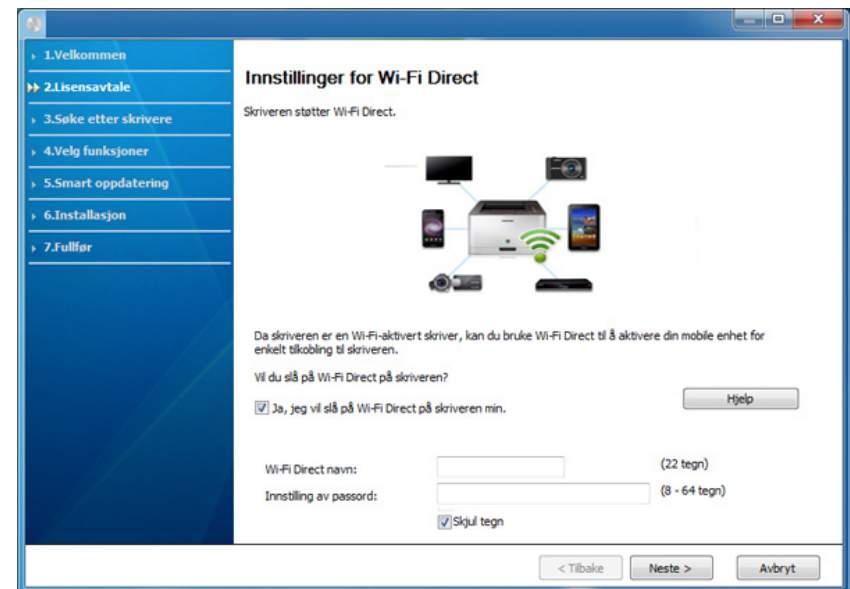 1.Velkommen
2.Lisensavtale
3.Søke etter skrivere
4.Velg funksjoner
5.Smart oppdatering
6.Installasjon
7.Fullfør
Innstillinger for Wi-Fi Direct
Skriveren støtter Wi-Fi Direct.
Da skriveren er en Wi-Fi-aktivert skriver, kan du bruke Wi-Fi Direct til å aktivere din mobile enhet for
enkelt tilkobling til skriveren.
Vil du slå på Wi-Fi Direct på skriveren?
Ja, jeg vil slå på Wi-Fi Direct på skriveren min.
Hjelp
Wi-Fi Direct navn: (22 tegn)
Innstilling av passord: (8 - 64 tegn)
Skjul tegn
< Tilbake Neste > Avbryt